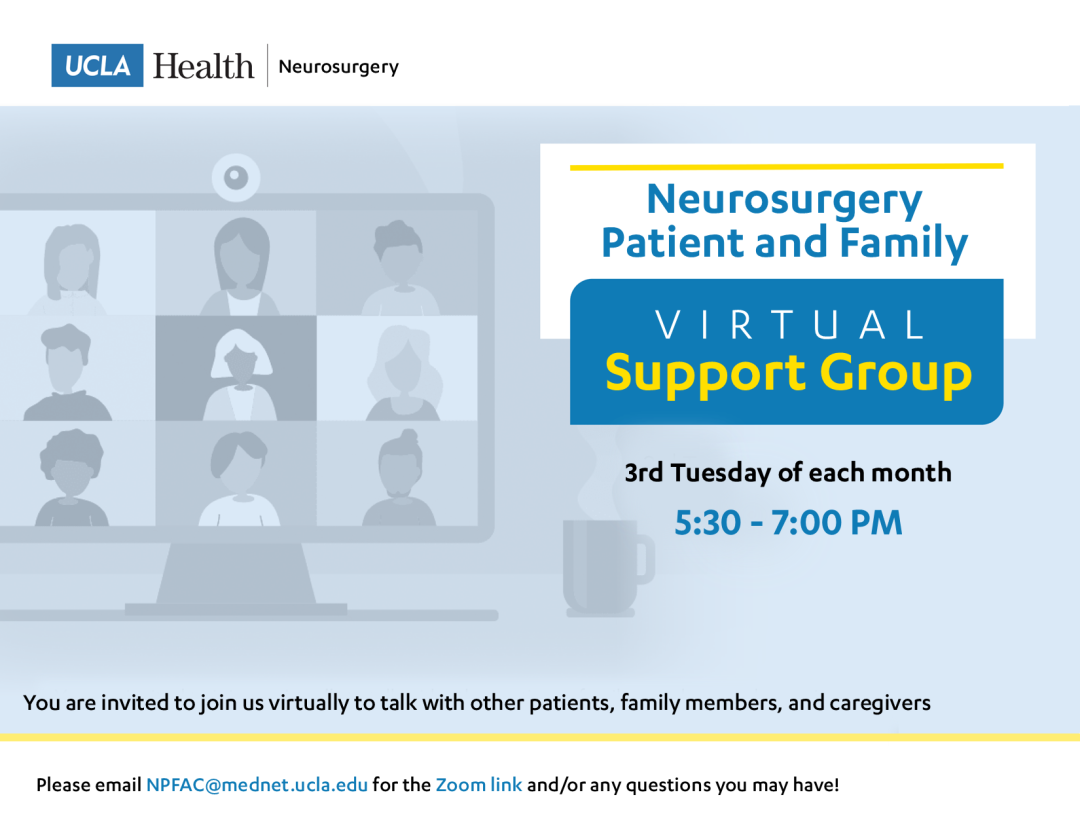 UCLA Health Neurosurgery
Neurosurgery
Patient and Family
VIRTUAL
Support Group
3rd Tuesday of each month
5:30 - 7:00 PM
You are invited to join us virtually to talk with other patients, family members, and caregivers
Please email NPFAC@mednet.ucla.edu for the Zoom link and/or any questions you may have!